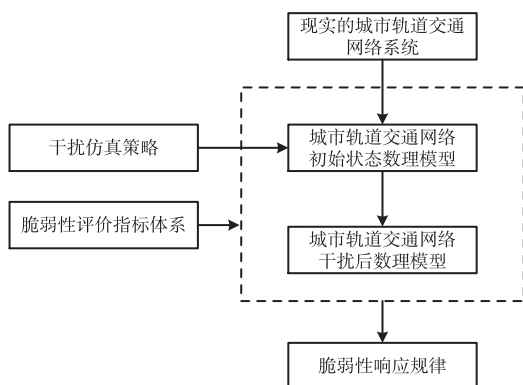 现实的城市轨道交通
网络系统
干扰仿真策略
城市轨道交通网络
初始状态数理模型
脆弱性评价指标体系
城市轨道交通网络
干扰后数理模型
脆弱性响应规律